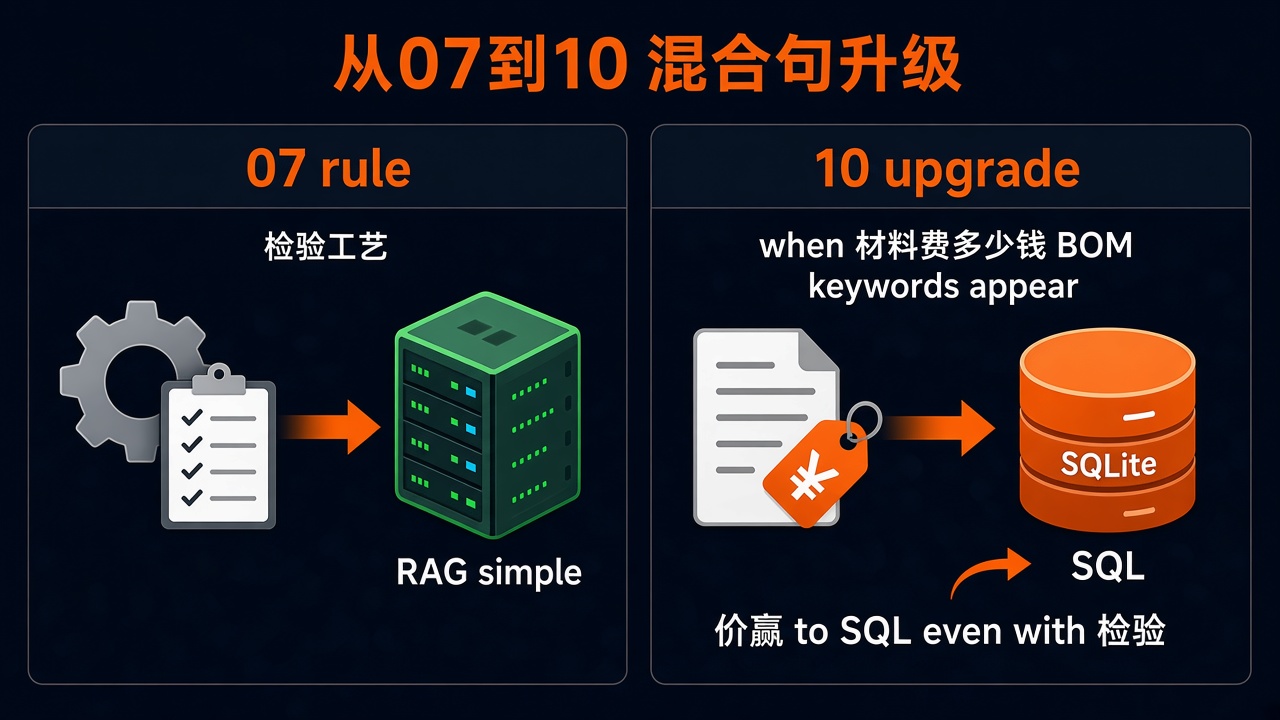 从07到10 混合句升级
07 rule
检验工艺
RAG simple
10 upgrade
when 材料费多少钱 BOM
keywords appear
¥
SQLite
SQL
价赢 to SQL even with 检验